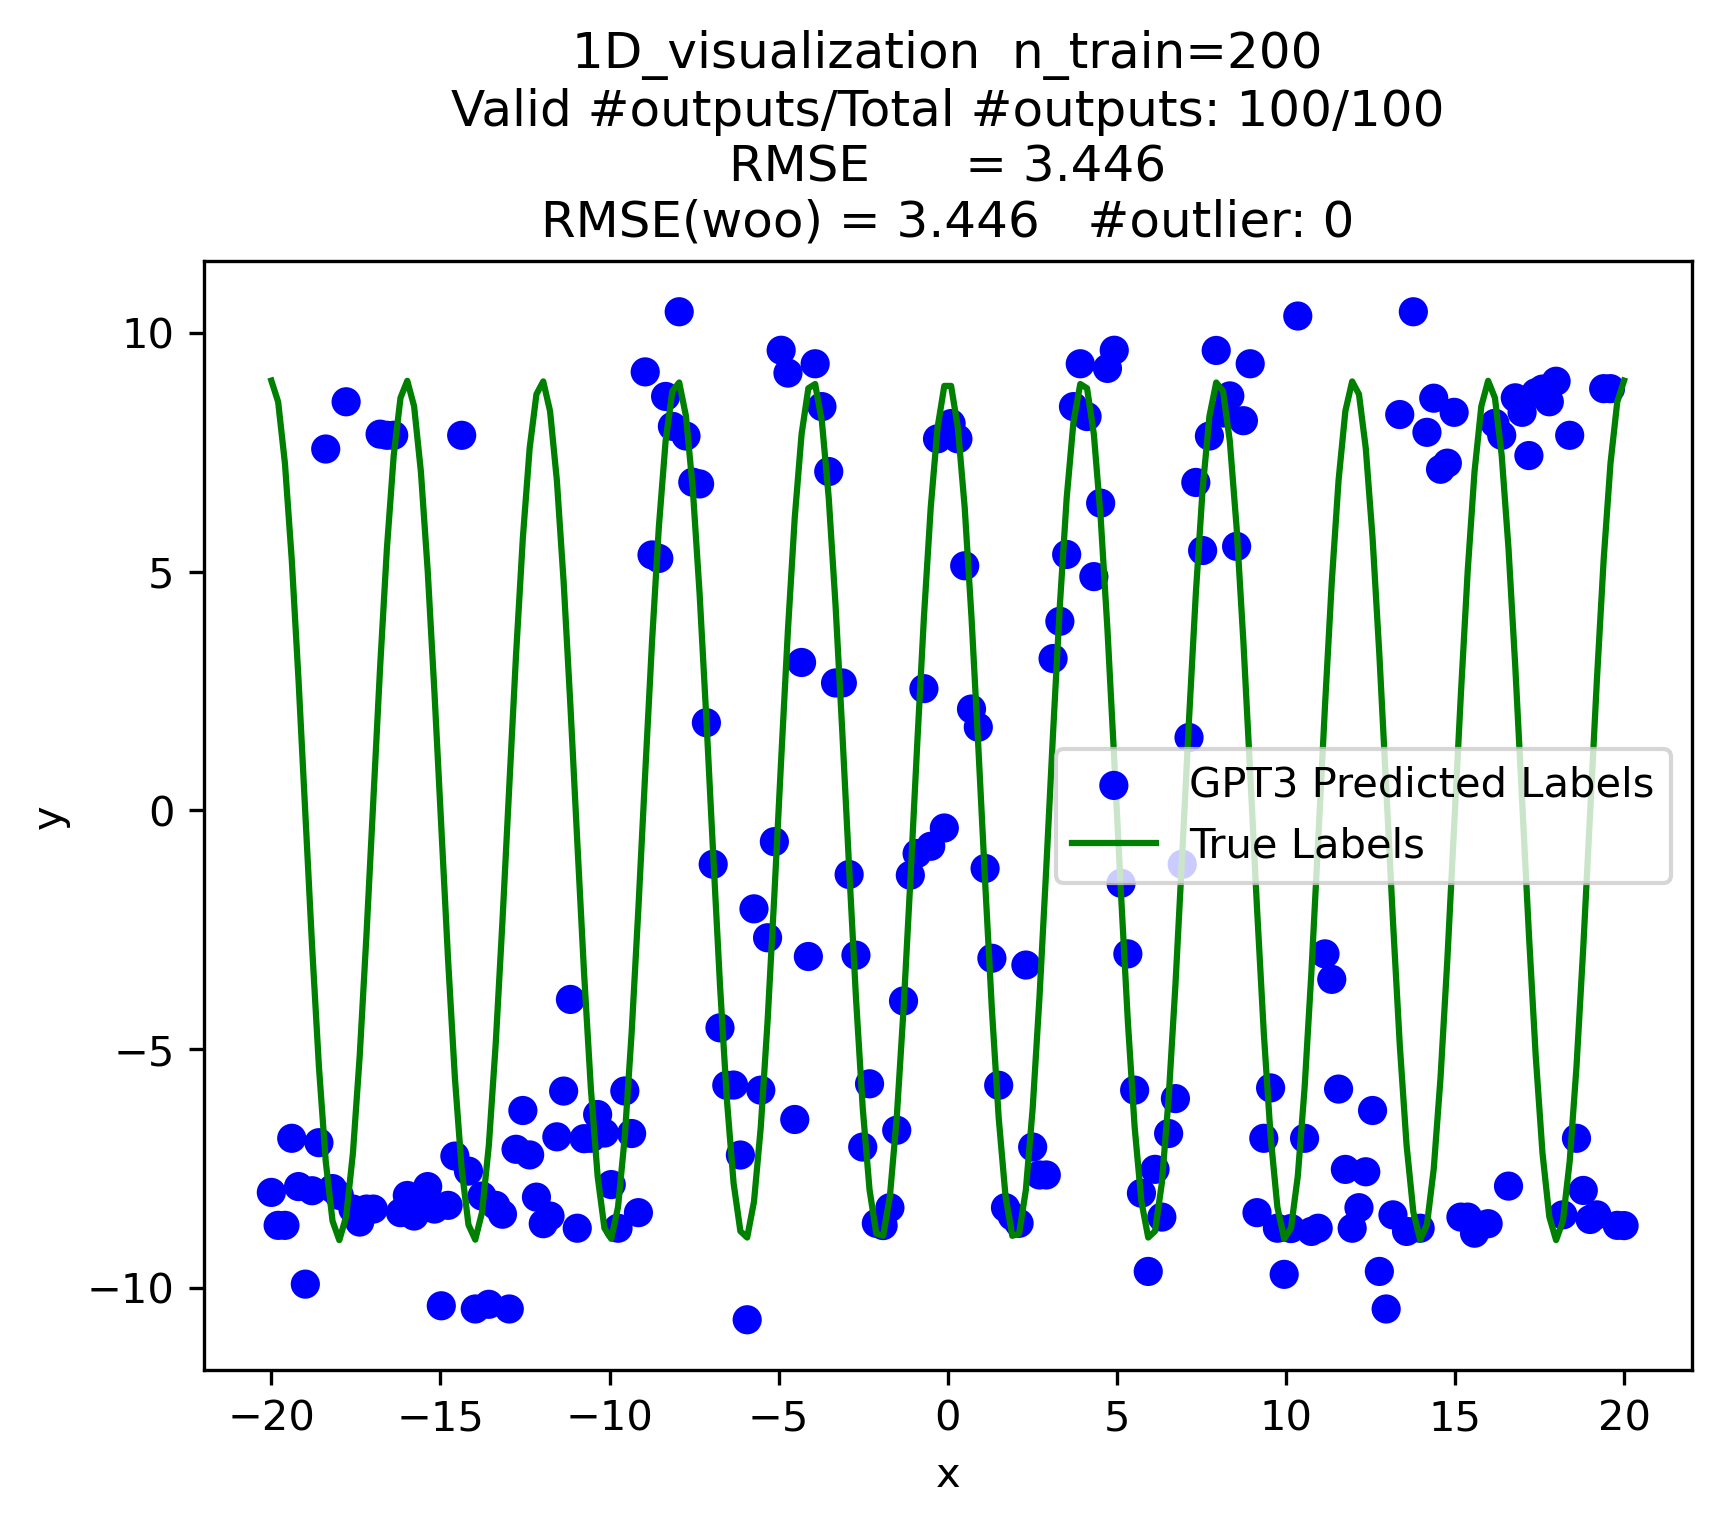 1D_visualization  n_train=200
Valid #outputs/Total #outputs: 100/100
RMSE      = 3.446
RMSE(woo) = 3.446   #outlier: 0
10
5
0
−5
−10
y
GPT3 Predicted Labels
True Labels
−20 −15 −10 −5 0 5 10 15 20
x